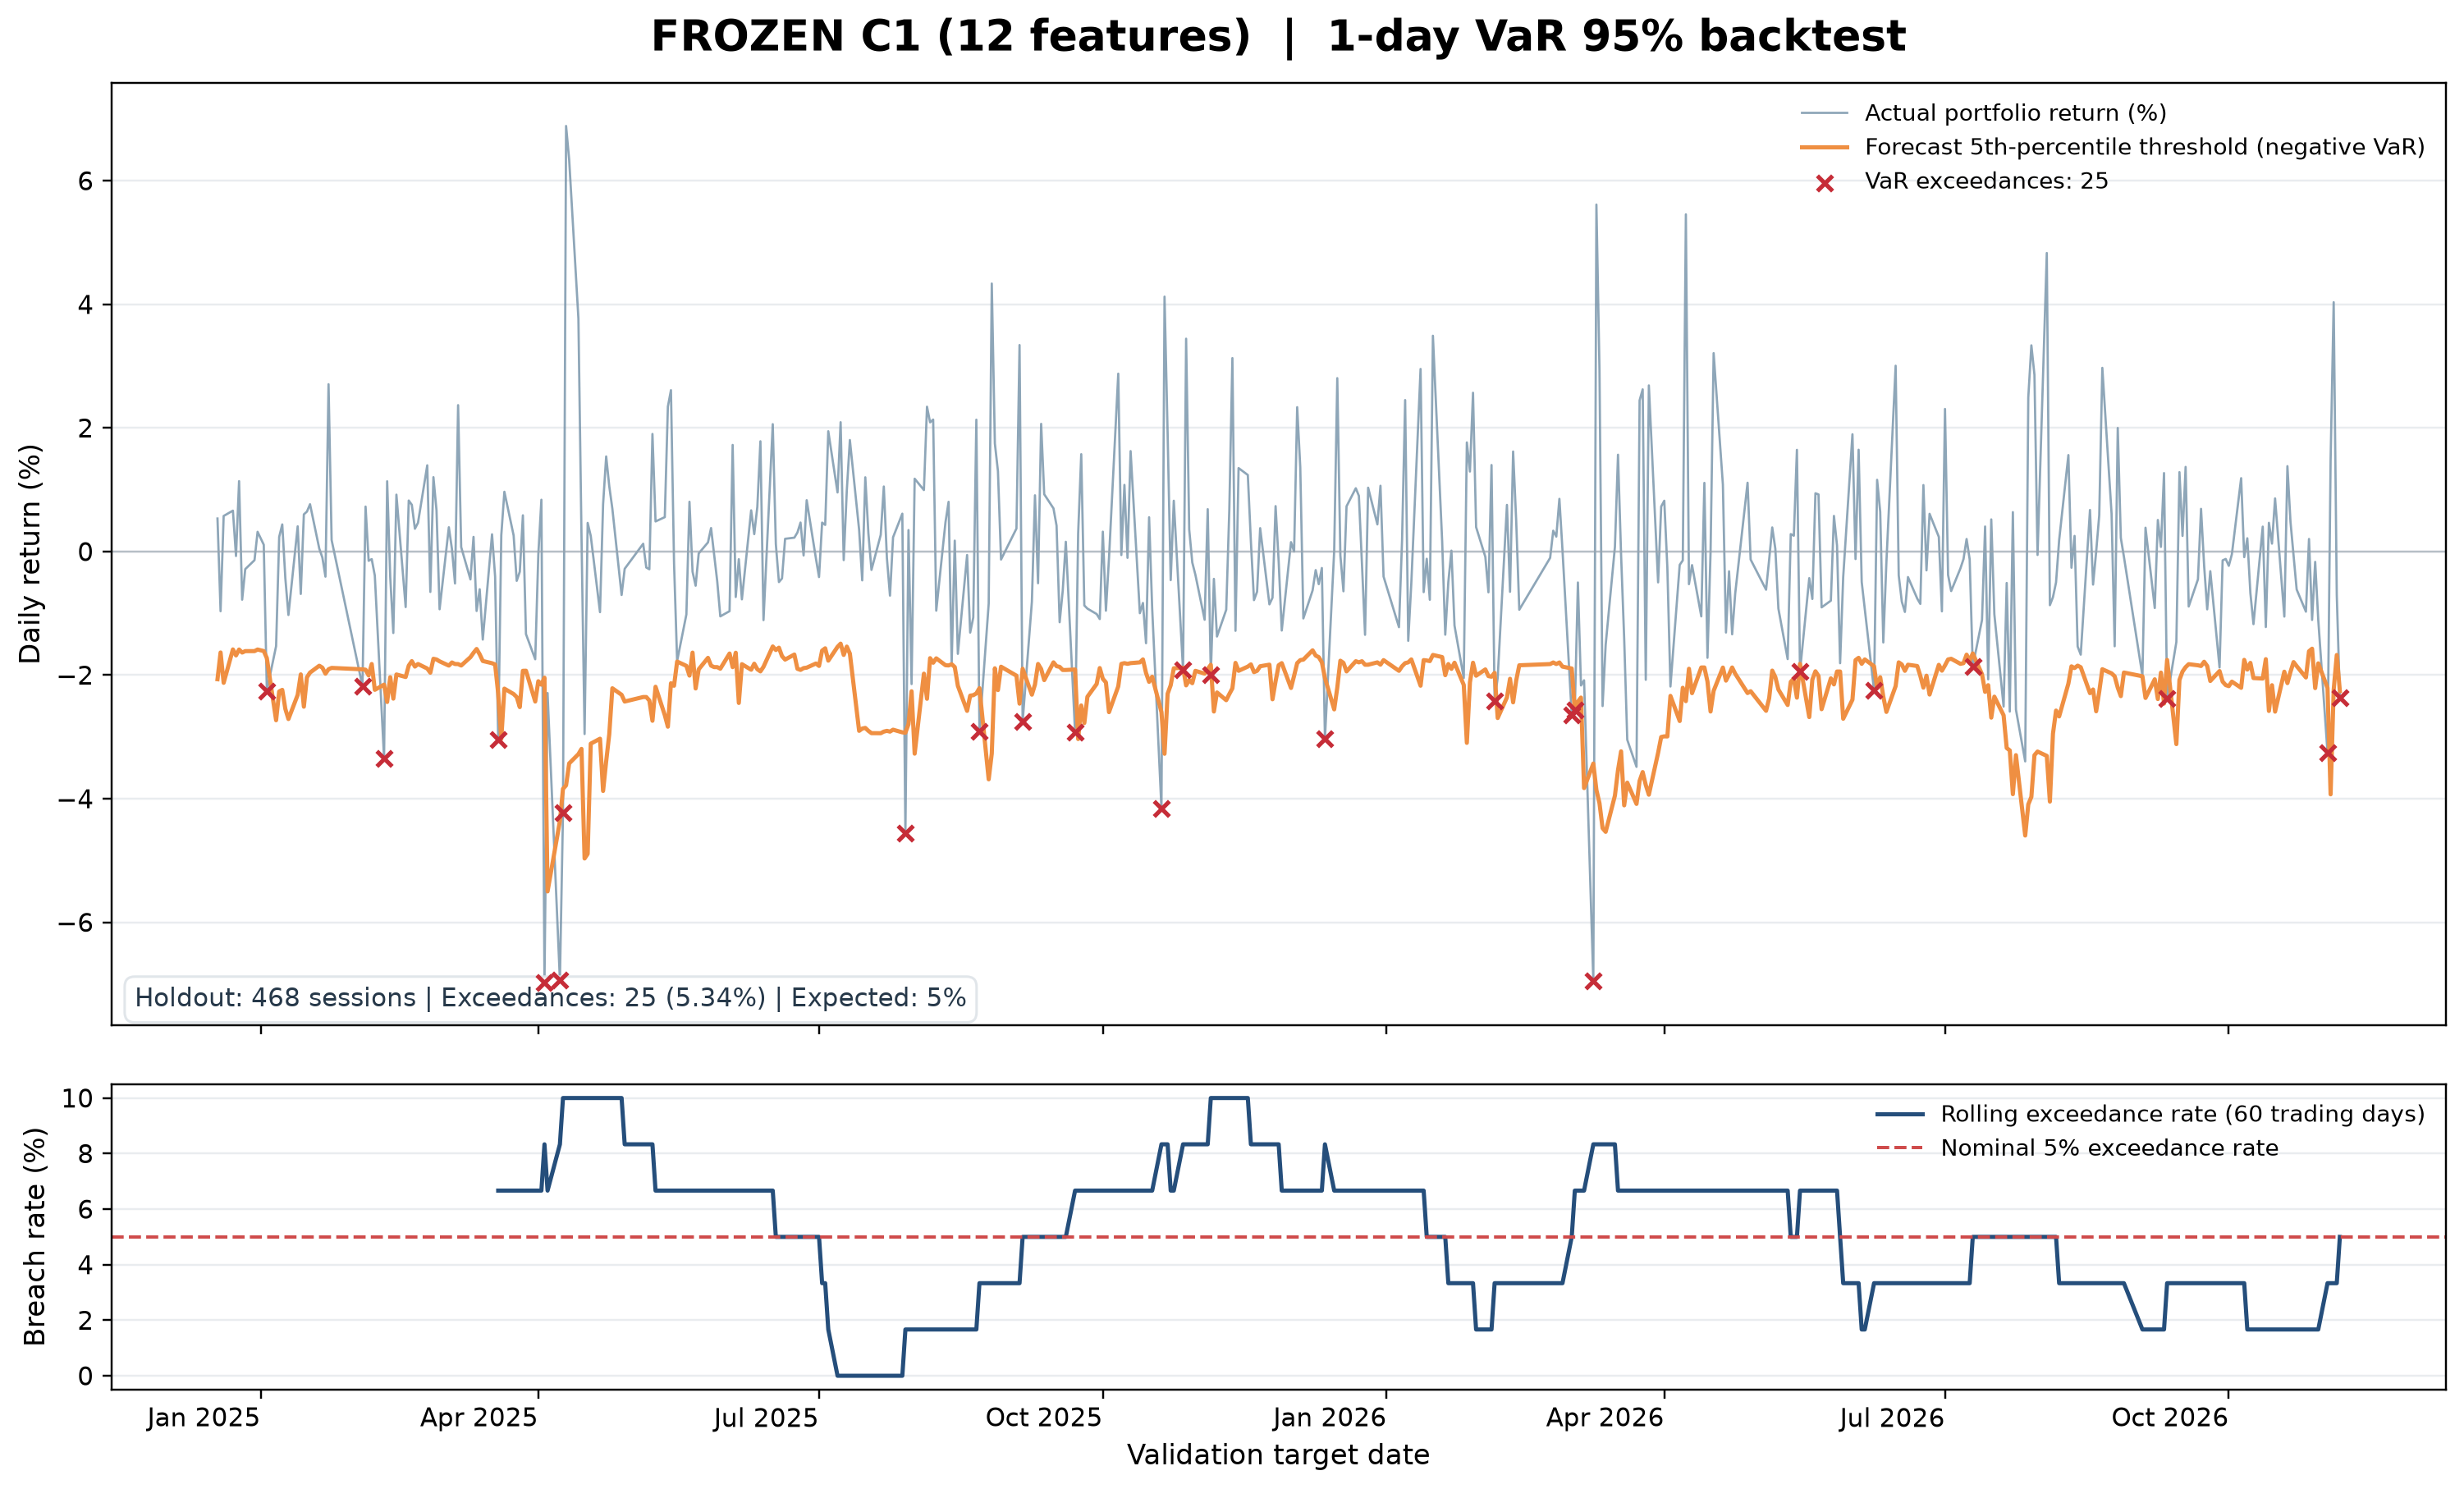 FROZEN C1 (12 features) | 1-day VaR 95% backtest
Actual portfolio return (%)
Forecast 5th-percentile threshold (negative VaR)
VaR exceedances: 25
Daily return (%)
6
4
2
0
−2
−4
−6
Holdout: 468 sessions | Exceedances: 25 (5.34%) | Expected: 5%
Rolling exceedance rate (60 trading days)
Nominal 5% exceedance rate
Breach rate (%)
10
8
6
4
2
0
Jan 2025 Apr 2025 Jul 2025 Oct 2025 Jan 2026 Apr 2026 Jul 2026 Oct 2026
Validation target date